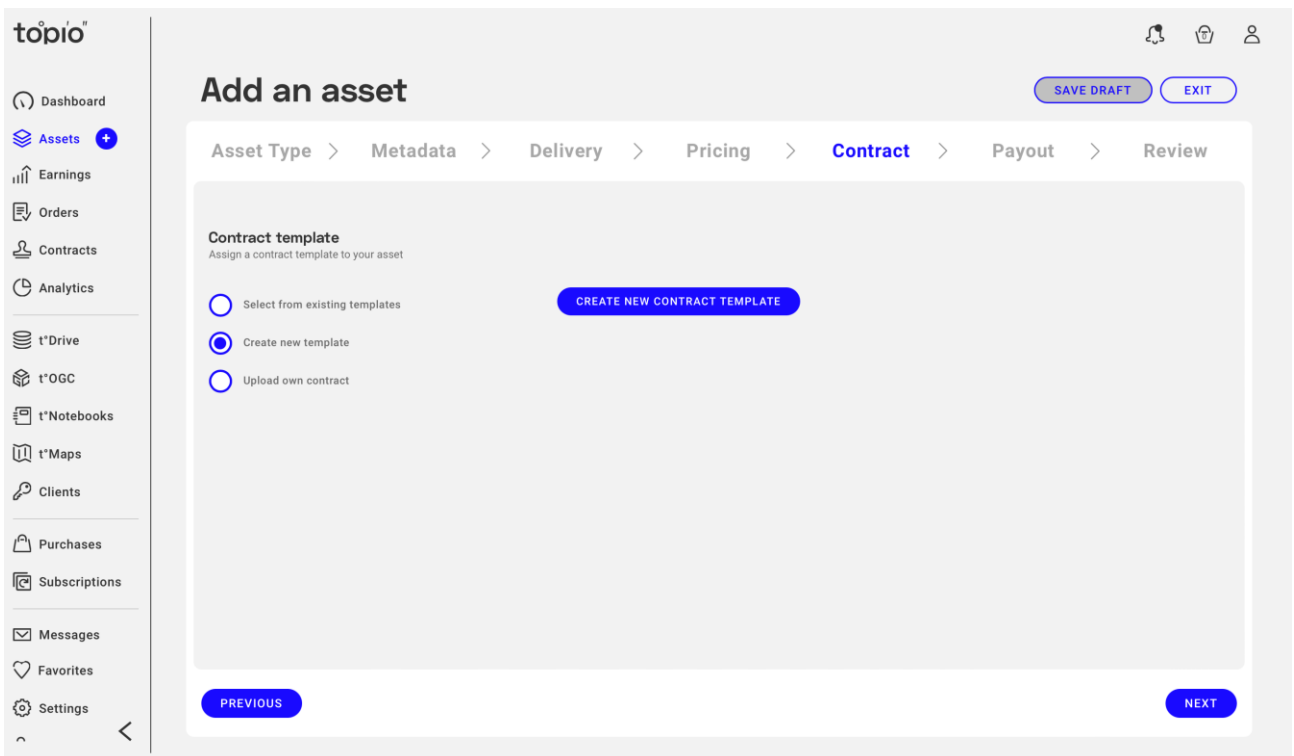 topio
Dashboard
Assets +
Earnings
Orders
Contracts
Analytics
t°Drive
t°OGC
t°Notebooks
t°Maps
Clients
Purchases
Subscriptions
Messages
Favorites
Settings
Add an asset
SAVE DRAFT
EXIT
Asset Type > Metadata > Delivery > Pricing > Contract > Payout > Review
Contract template
Assign a contract template to your asset
Select from existing templates
Create new template
Upload own contract
CREATE NEW CONTRACT TEMPLATE
PREVIOUS
NEXT